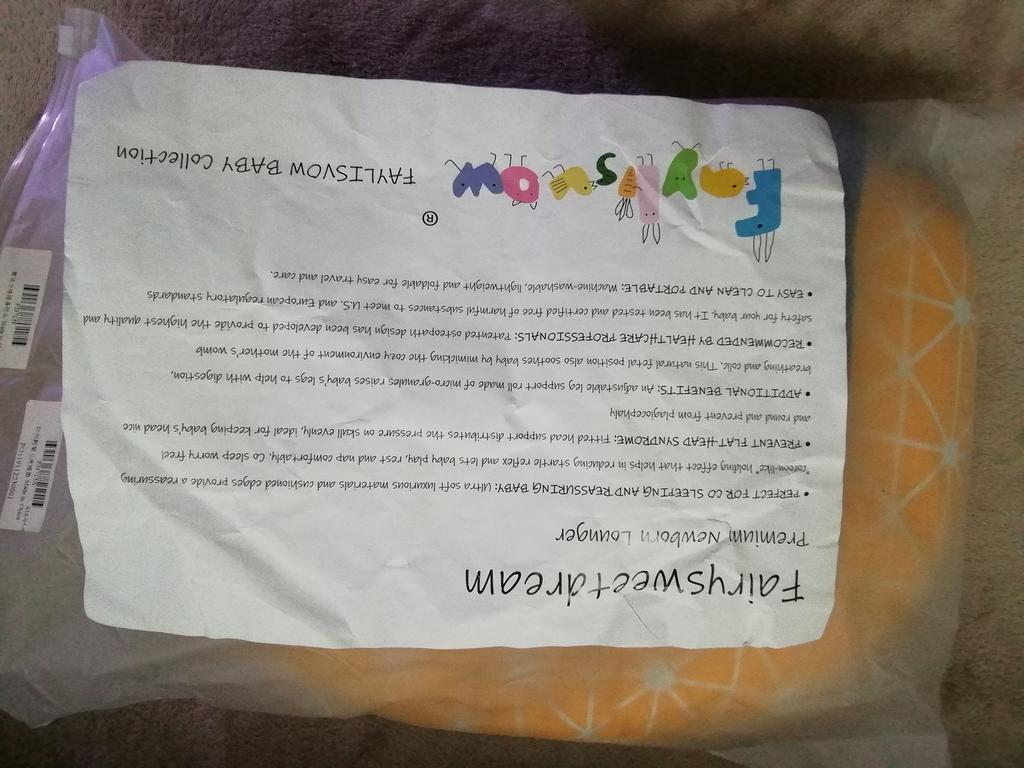 Fairysweetdream
Premium Newborn Lounger
• PERFECT FOR CO SLEEPING AND REASSURING BABY: Ultra soft luxurious materials and cushioned edges provide a reassuring
"cocoon-like" holding effect that helps in reducing startle reflex and lets baby play, rest and nap comfortably. Co sleep worry free!
• PREVENT FLAT-HEAD SYNDROME: Fitted head support distributes the pressure on skull evenly, ideal for keeping baby's head nice
and round and prevent from plagiocephaly
• ADDITIONAL BENEFITS: An adjustable leg support roll made of micro-granules raises baby's legs to help with digestion,
breathing and colic. This natural fetal position also soothes baby by mimicking the cozy environment of the mother's womb
• RECOMMENDED BY HEALTHCARE PROFESSIONALS: Patented osteopath design has been developed to provide the highest quality and
safety for your baby. It has been tested and certified free of harmful substances to meet U.S. and European regulatory standards
• EASY TO CLEAN AND PORTABLE: Machine-washable, lightweight and foldable for easy travel and care.
FayLiSVOW ®
FAYLISVOW BABY Collection
Made in China